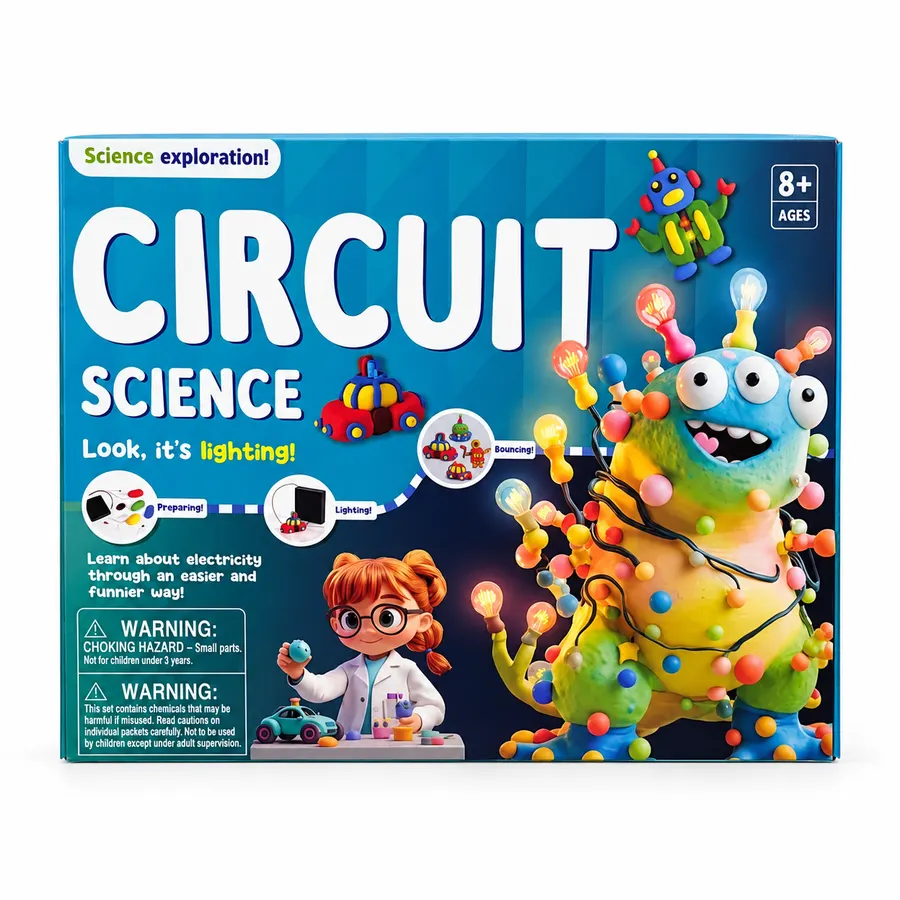 Science exploration!
8+
AGES
CIRCUIT
SCIENCE
Look, it's lighting!
Bouncing!
Preparing!
Lighting!
Learn about electricity
through an easier and
funnier way!
⚠ WARNING:
CHOKING HAZARD – Small parts.
Not for children under 3 years.
⚠ WARNING:
This set contains chemicals that may be
harmful if misused. Read cautions on
individual packets carefully. Not to be used
by children except under adult supervision.